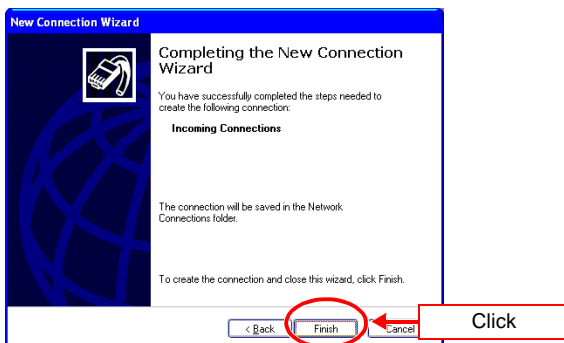 New Connection Wizard
Completing the New Connection
Wizard
You have successfully completed the steps needed to
create the following connection:
Incoming Connections
The connection will be saved in the Network
Connections folder.
To create the connection and close this wizard, click Finish.
< Back Finish Cancel
Click